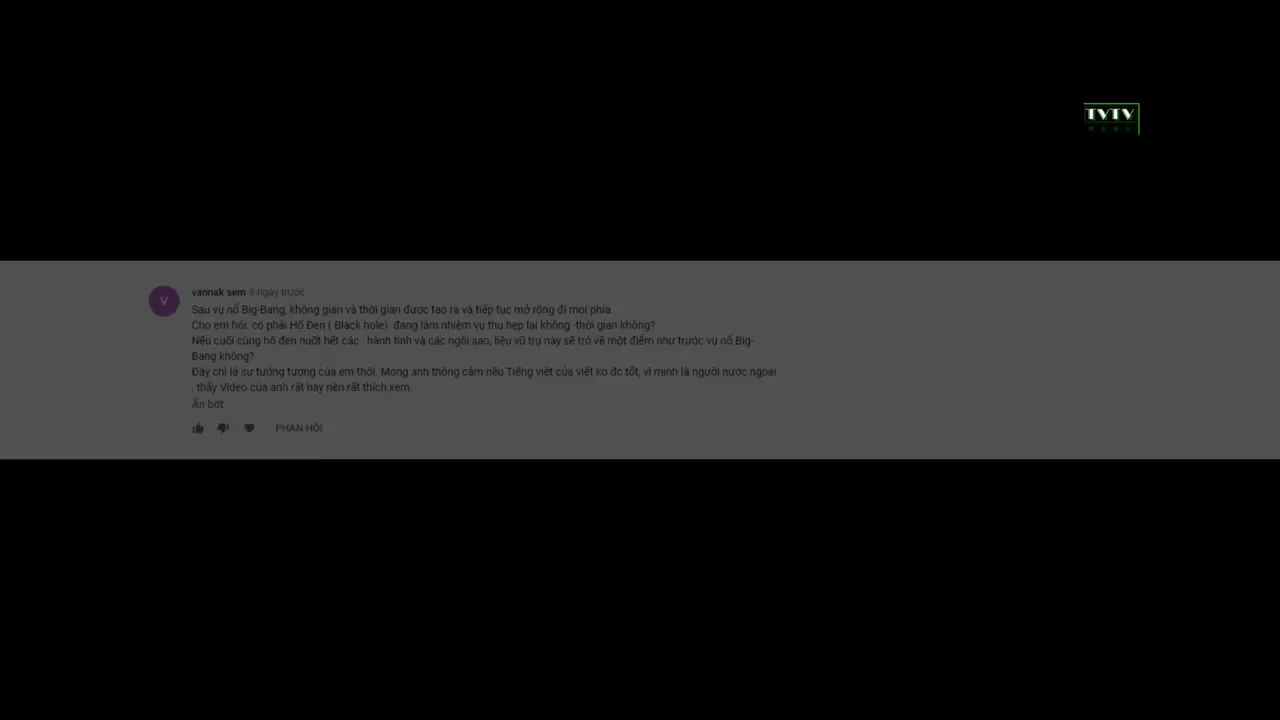 TVTV
vannak sem 5 ngày trước
Sau vụ nổ Big-Bang, không gian và thời gian được tạo ra và tiếp tục mở rộng đi mọi phía.
Cho em hỏi. có phải Hố Đen ( Black hole) đang làm nhiệm vụ thu hẹp lại không -thời gian không?
Nếu cuối cùng hố đen nuốt hết các hành tinh và các ngôi sao, liệu vũ trụ này sẽ trở về một điểm như trước vụ nổ Big-
Bang không?
Đây chỉ là sự tưởng tượng của em thôi. Mong anh thông cảm nếu Tiếng việt của viết ko đc tốt, vì mình là người nước ngoài
, thấy Video của anh rất hay nên rất thích xem.
Ẩn bớt
PHẢN HỒI